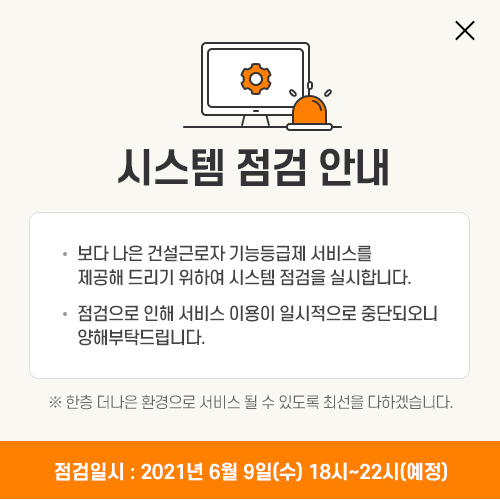 시스템 점검 안내
• 보다 나은 건설근로자 기능등급제 서비스를
제공해 드리기 위하여 시스템 점검을 실시합니다.
• 점검으로 인해 서비스 이용이 일시적으로 중단되오니
양해부탁드립니다.
※ 한층 더나은 환경으로 서비스 될 수 있도록 최선을 다하겠습니다.
점검일시 : 2021년 6월 9일(수) 18시~22시(예정)